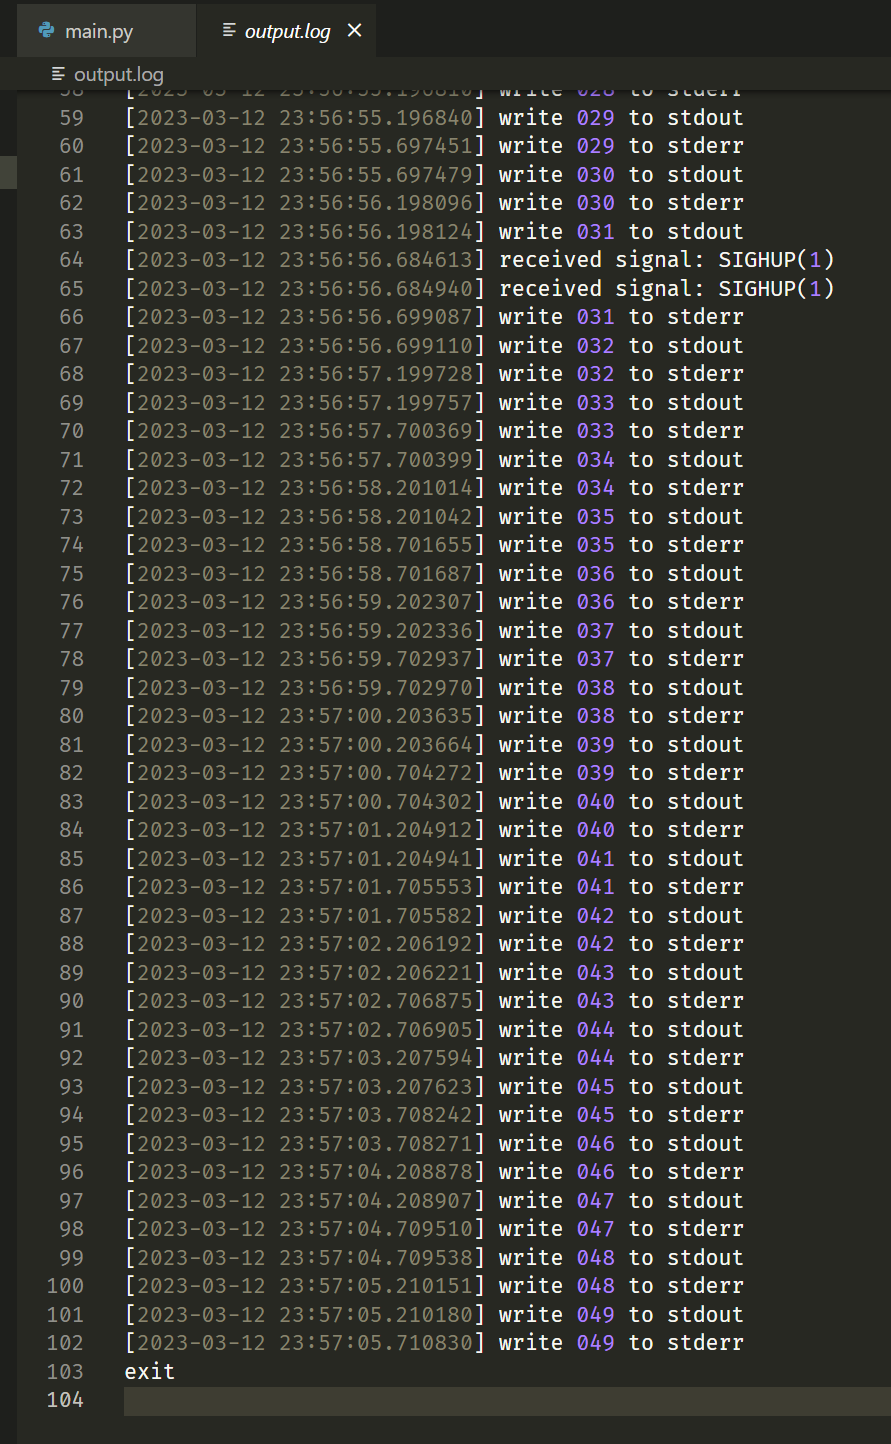 main.py
output.log
output.log
58 [2023-03-12 23:56:55.196810] write 028 to stderr
59 [2023-03-12 23:56:55.196840] write 029 to stdout
60 [2023-03-12 23:56:55.697451] write 029 to stderr
61 [2023-03-12 23:56:55.697479] write 030 to stdout
62 [2023-03-12 23:56:56.198096] write 030 to stderr
63 [2023-03-12 23:56:56.198124] write 031 to stdout
64 [2023-03-12 23:56:56.684613] received signal: SIGHUP(1)
65 [2023-03-12 23:56:56.684940] received signal: SIGHUP(1)
66 [2023-03-12 23:56:56.699087] write 031 to stderr
67 [2023-03-12 23:56:56.699110] write 032 to stdout
68 [2023-03-12 23:56:57.199728] write 032 to stderr
69 [2023-03-12 23:56:57.199757] write 033 to stdout
70 [2023-03-12 23:56:57.700369] write 033 to stderr
71 [2023-03-12 23:56:57.700399] write 034 to stdout
72 [2023-03-12 23:56:58.201014] write 034 to stderr
73 [2023-03-12 23:56:58.201042] write 035 to stdout
74 [2023-03-12 23:56:58.701655] write 035 to stderr
75 [2023-03-12 23:56:58.701687] write 036 to stdout
76 [2023-03-12 23:56:59.202307] write 036 to stderr
77 [2023-03-12 23:56:59.202336] write 037 to stdout
78 [2023-03-12 23:56:59.702937] write 037 to stderr
79 [2023-03-12 23:56:59.702970] write 038 to stdout
80 [2023-03-12 23:57:00.203635] write 038 to stderr
81 [2023-03-12 23:57:00.203664] write 039 to stdout
82 [2023-03-12 23:57:00.704272] write 039 to stderr
83 [2023-03-12 23:57:00.704302] write 040 to stdout
84 [2023-03-12 23:57:01.204912] write 040 to stderr
85 [2023-03-12 23:57:01.204941] write 041 to stdout
86 [2023-03-12 23:57:01.705553] write 041 to stderr
87 [2023-03-12 23:57:01.705582] write 042 to stdout
88 [2023-03-12 23:57:02.206192] write 042 to stderr
89 [2023-03-12 23:57:02.206221] write 043 to stdout
90 [2023-03-12 23:57:02.706875] write 043 to stderr
91 [2023-03-12 23:57:02.706905] write 044 to stdout
92 [2023-03-12 23:57:03.207594] write 044 to stderr
93 [2023-03-12 23:57:03.207623] write 045 to stdout
94 [2023-03-12 23:57:03.708242] write 045 to stderr
95 [2023-03-12 23:57:03.708271] write 046 to stdout
96 [2023-03-12 23:57:04.208878] write 046 to stderr
97 [2023-03-12 23:57:04.208907] write 047 to stdout
98 [2023-03-12 23:57:04.709510] write 047 to stderr
99 [2023-03-12 23:57:04.709538] write 048 to stdout
100 [2023-03-12 23:57:05.210151] write 048 to stderr
101 [2023-03-12 23:57:05.210180] write 049 to stdout
102 [2023-03-12 23:57:05.710830] write 049 to stderr
103 exit
104